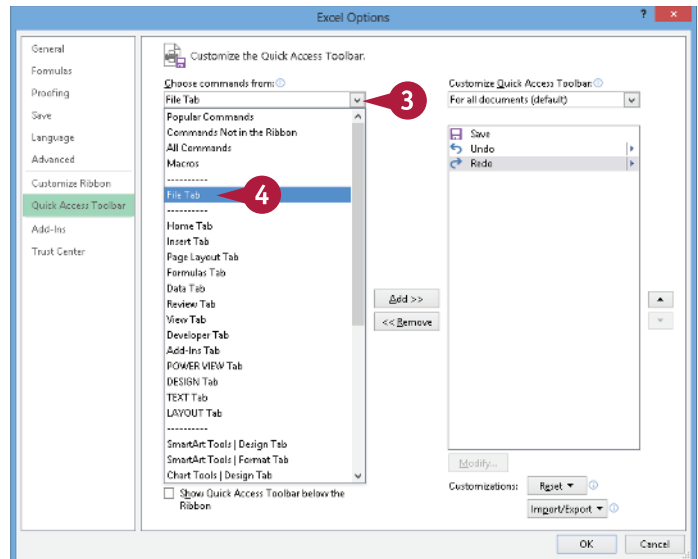 Excel Options
?
General
Formulas
Proofing
Save
Language
Advanced
Customize Ribbon
Quick Access Toolbar
Add-Ins
Trust Center
Customize the Quick Access Toolbar.
Choose commands from:
File Tab
3
Popular Commands
Commands Not in the Ribbon
All Commands
Macros
----------
File Tab
4
----------
Home Tab
Insert Tab
Page Layout Tab
Formulas Tab
Data Tab
Review Tab
View Tab
Developer Tab
Add-Ins Tab
POWER VIEW Tab
DESIGN Tab
TEXT Tab
LAYOUT Tab
----------
SmartArt Tools | Design Tab
SmartArt Tools | Format Tab
Chart Tools | Design Tab
Show Quick Access Toolbar below the
Ribbon
Add >>
<< Remove
Customize Quick Access Toolbar:
For all documents (default)
Save
Undo
Redo
Modify...
Customizations:
Reset
Import/Export
OK
Cancel